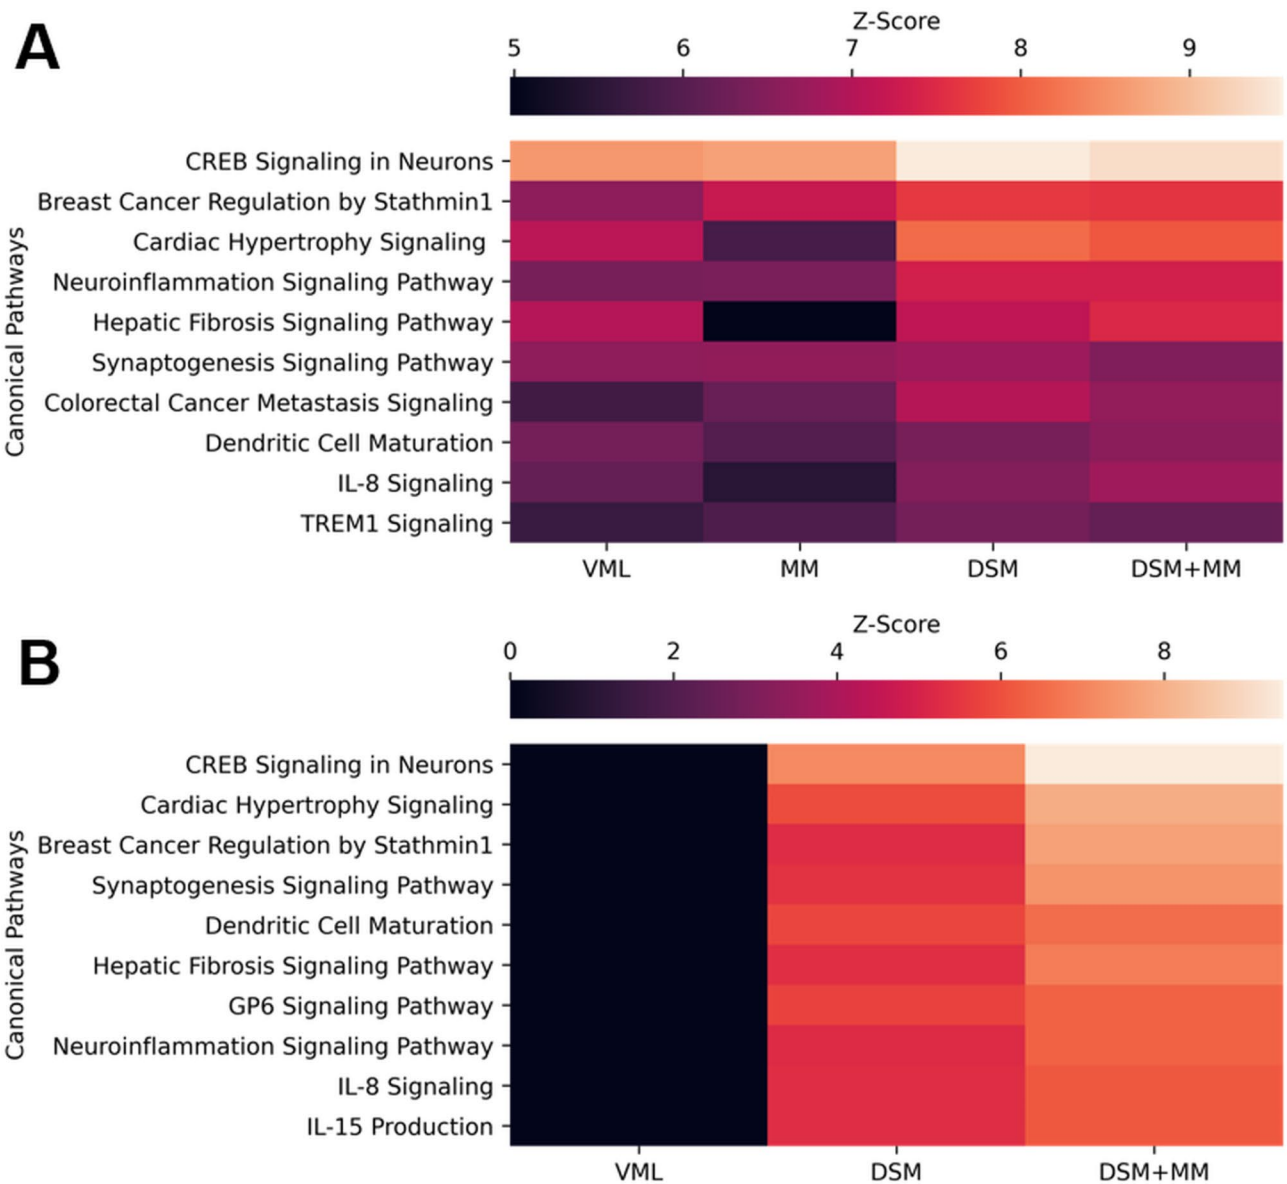 A
Z-Score
5 6 7 8 9
Canonical Pathways
CREB Signaling in Neurons
Breast Cancer Regulation by Stathmin1
Cardiac Hypertrophy Signaling
Neuroinflammation Signaling Pathway
Hepatic Fibrosis Signaling Pathway
Synaptogenesis Signaling Pathway
Colorectal Cancer Metastasis Signaling
Dendritic Cell Maturation
IL-8 Signaling
TREM1 Signaling
VML MM DSM DSM+MM
B
Z-Score
0 2 4 6 8
Canonical Pathways
CREB Signaling in Neurons
Cardiac Hypertrophy Signaling
Breast Cancer Regulation by Stathmin1
Synaptogenesis Signaling Pathway
Dendritic Cell Maturation
Hepatic Fibrosis Signaling Pathway
GP6 Signaling Pathway
Neuroinflammation Signaling Pathway
IL-8 Signaling
IL-15 Production
VML DSM DSM+MM